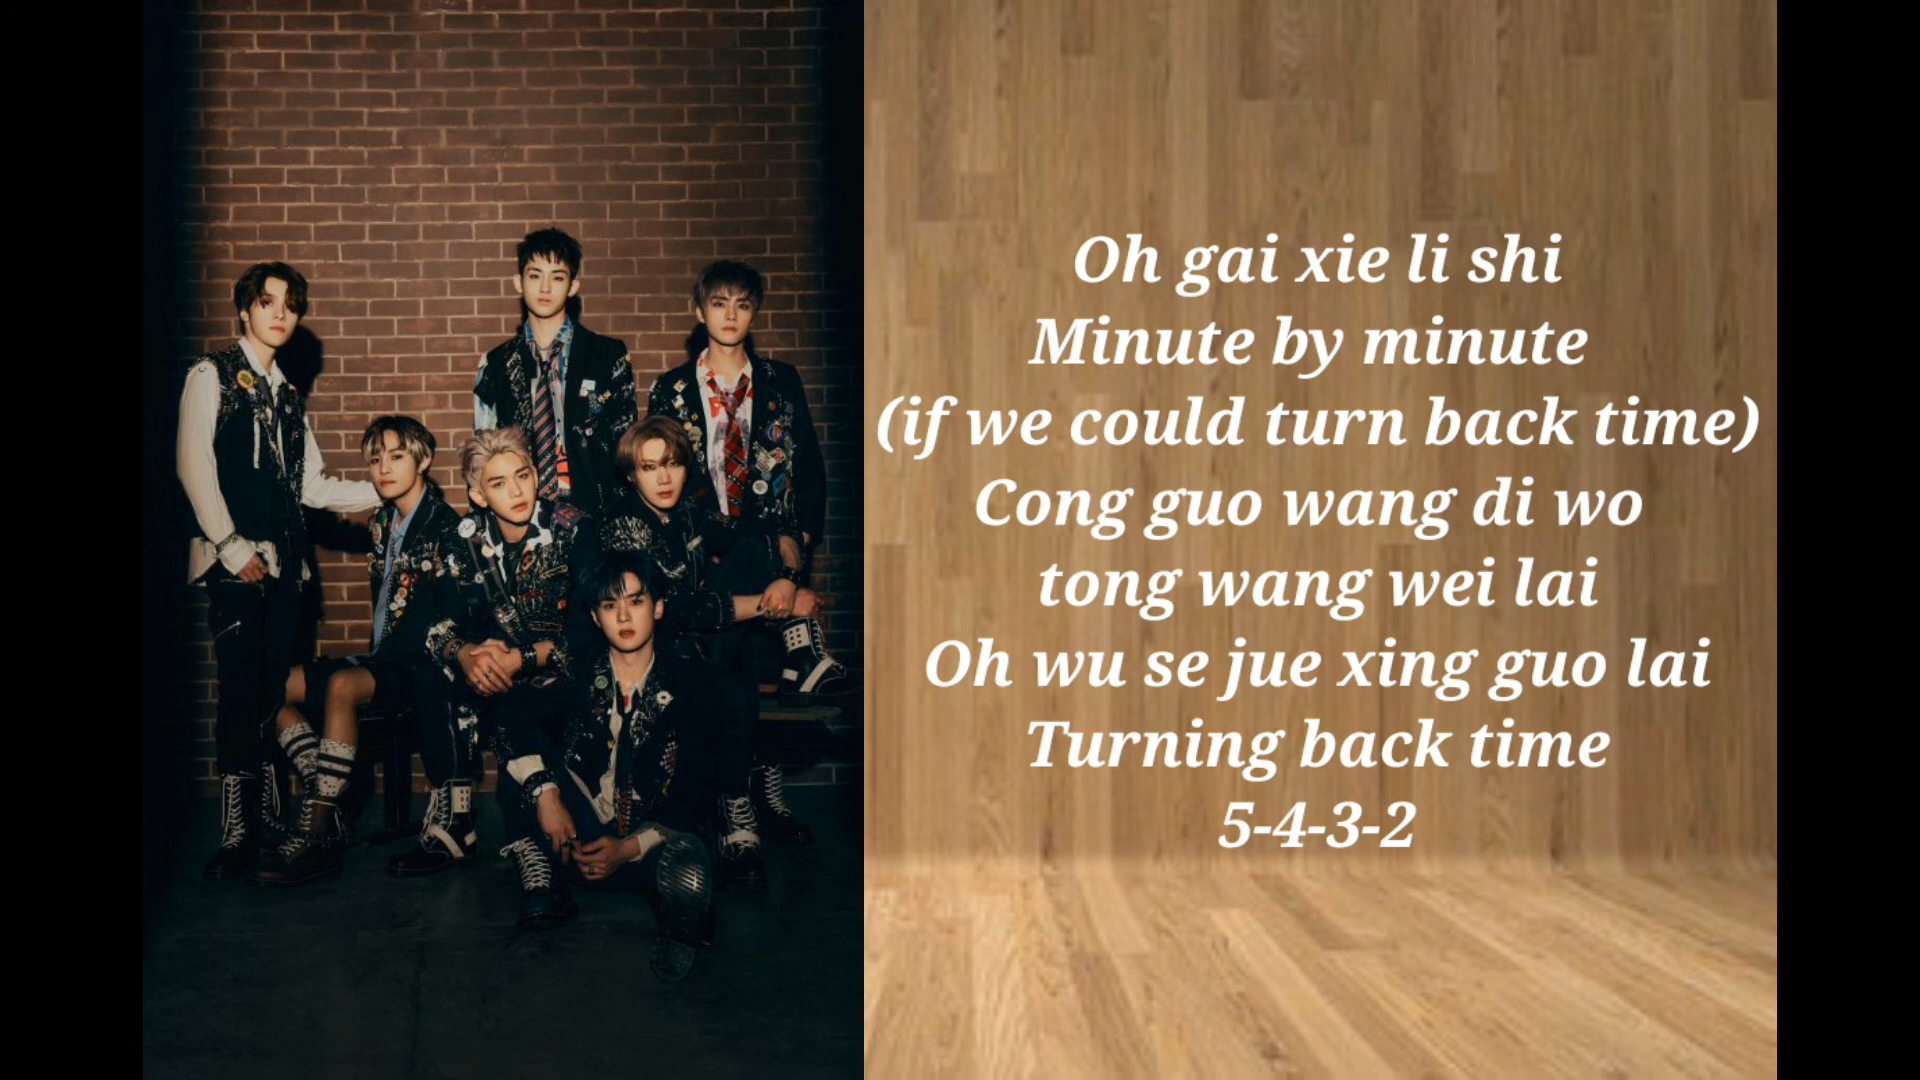 Oh gai xie li shi
Minute by minute
(if we could turn back time)
Cong guo wang di wo
tong wang wei lai
Oh wu se jue xing guo lai
Turning back time
5-4-3-2